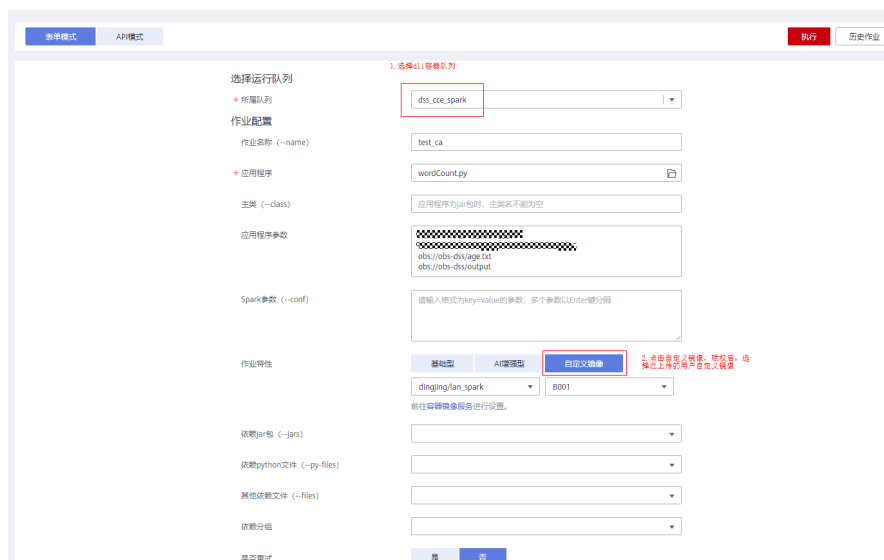 表单模式 API模式 执行 历史作业
1. 选择dli容器队列
选择运行队列
* 所属队列 dss_cce_spark
作业配置
作业名称（--name） test_ca
* 应用程序 wordCount.py
主类（--class） 应用程序为jar包时，主类名不能为空
应用程序参数
obs://obs-dss/age.txt
obs://obs-dss/output
Spark参数（--conf） 请输入格式为key=value的参数，多个参数以Enter键分隔
作业特性 基础型 AI增强型 自定义镜像
2. 点击自定义镜像，赋权后，选
择已上传的用户自定义镜像
dingjing/lan_spark B001
前往容器镜像服务进行设置。
依赖jar包（--jars）
依赖python文件（--py-files）
其他依赖文件（--files）
依赖分组
是否重试 是 否